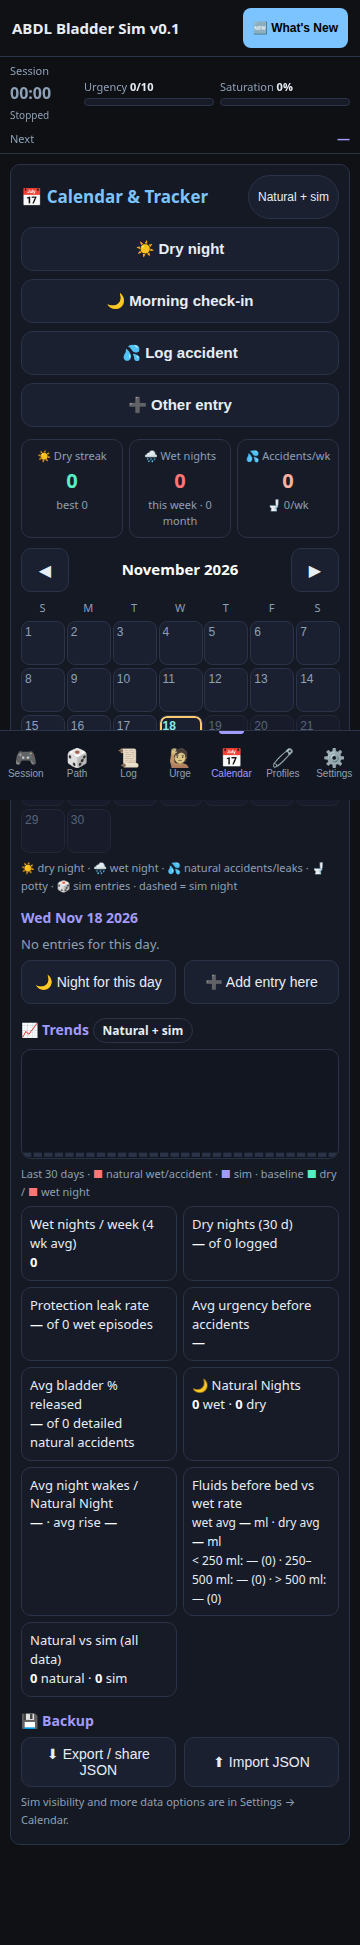 ABDL Bladder Sim v0.1
🆕 What's New
Session
00:00
Stopped
Urgency 0/10
Saturation 0%
Next
—
📅 Calendar & Tracker
Natural + sim
☀️ Dry night
🌙 Morning check-in
💦 Log accident
➕ Other entry
☀️ Dry streak
0
best 0
🌧️ Wet nights
0
this week · 0
month
💦 Accidents/wk
0
🚽 0/wk
◀
November 2026
▶
S M T W T F S
1 2 3 4 5 6 7
8 9 10 11 12 13 14
15 16 17 18 19 20 21
🎮 Session
🎲 Path
📜 Log
🙋 Urge
📅 Calendar
🧷 Profiles
⚙️ Settings
29 30
☀️ dry night · 🌧️ wet night · 💦 natural accidents/leaks · 🚽
potty · 🎲 sim entries · dashed = sim night
Wed Nov 18 2026
No entries for this day.
🌙 Night for this day
➕ Add entry here
📈 Trends
Natural + sim
Last 30 days · ■ natural wet/accident · ■ sim · baseline ■ dry
/ ■ wet night
Wet nights / week (4
wk avg)
0
Dry nights (30 d)
— of 0 logged
Protection leak rate
— of 0 wet episodes
Avg urgency before
accidents
—
Avg bladder %
released
— of 0 detailed
natural accidents
🌙 Natural Nights
0 wet · 0 dry
Avg night wakes /
Natural Night
— · avg rise —
Fluids before bed vs
wet rate
wet avg — ml · dry avg
— ml
< 250 ml: — (0) · 250–
500 ml: — (0) · > 500 ml:
— (0)
Natural vs sim (all
data)
0 natural · 0 sim
💾 Backup
⬇ Export / share
JSON
⬆ Import JSON
Sim visibility and more data options are in Settings →
Calendar.